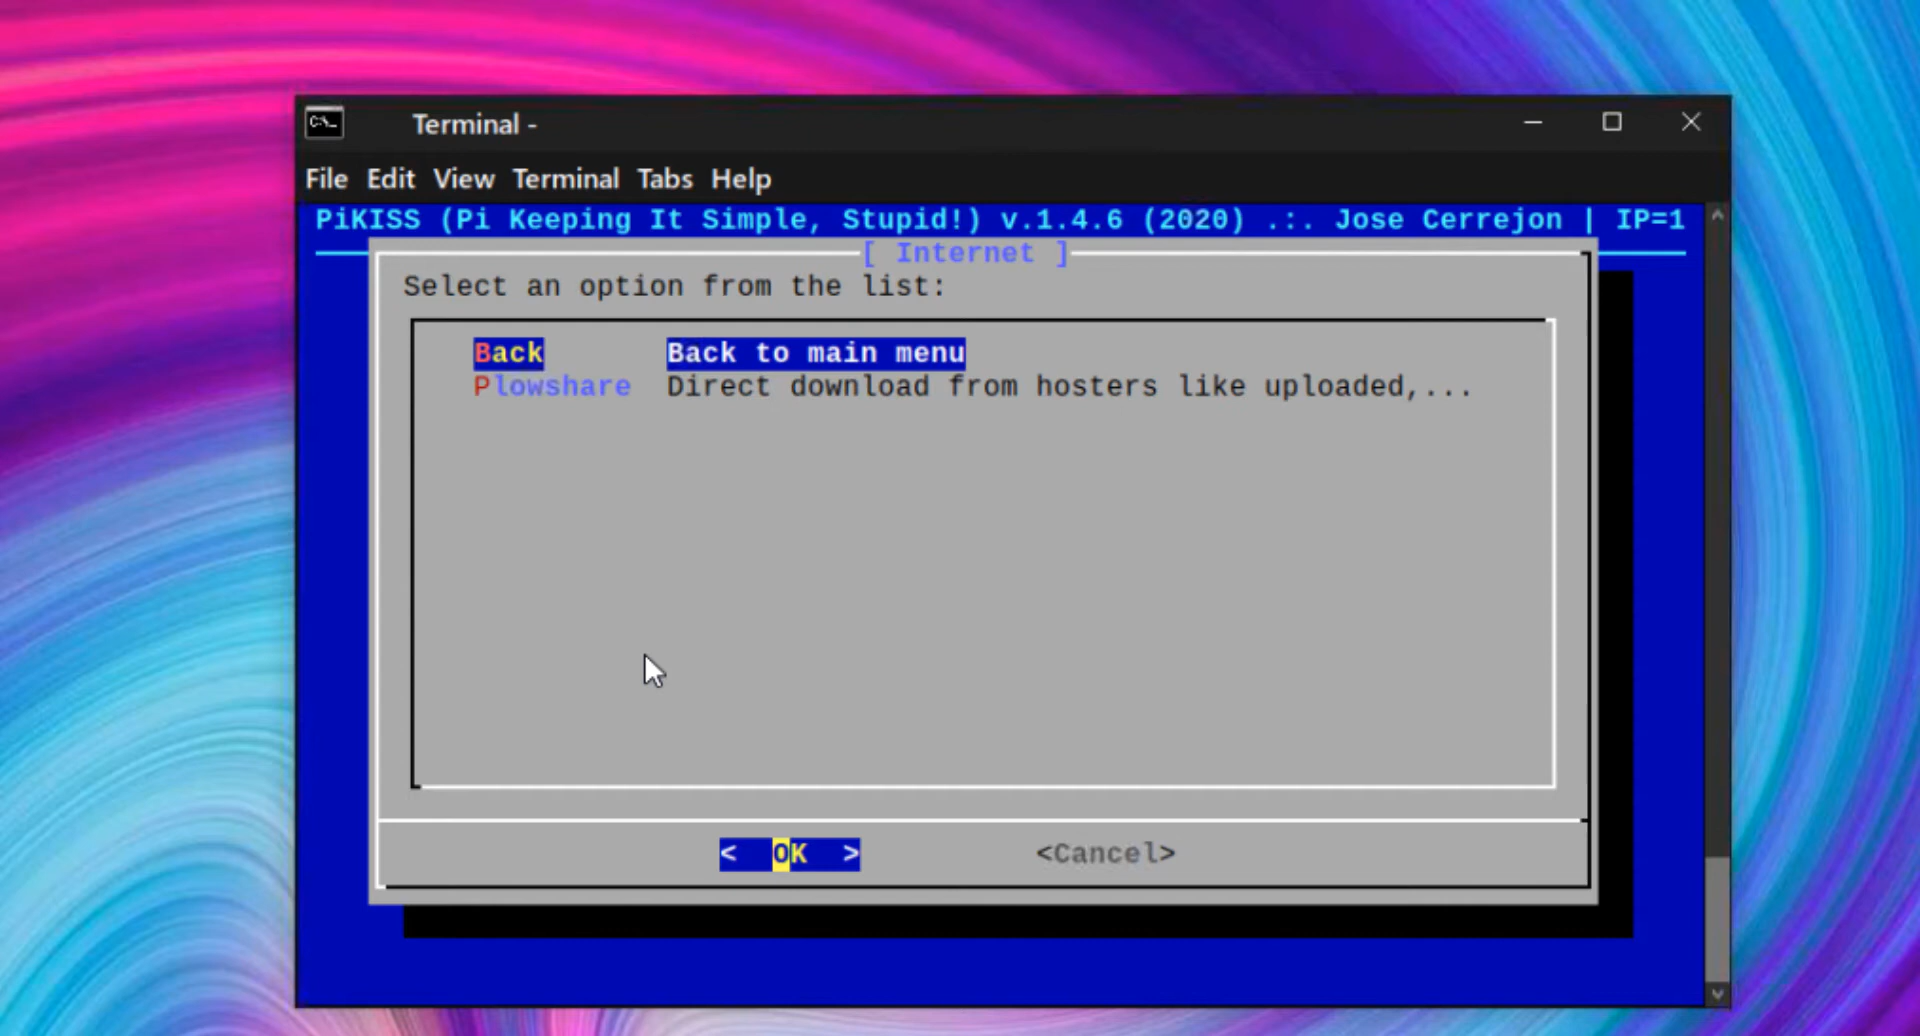 C:\_
Terminal -
File Edit View Terminal Tabs Help
PiKISS (Pi Keeping It Simple, Stupid!) v.1.4.6 (2020) .:. Jose Cerrejon | IP=1
[ Internet ]
Select an option from the list:
Back Back to main menu
Plowshare Direct download from hosters like uploaded,...
< OK > <Cancel>